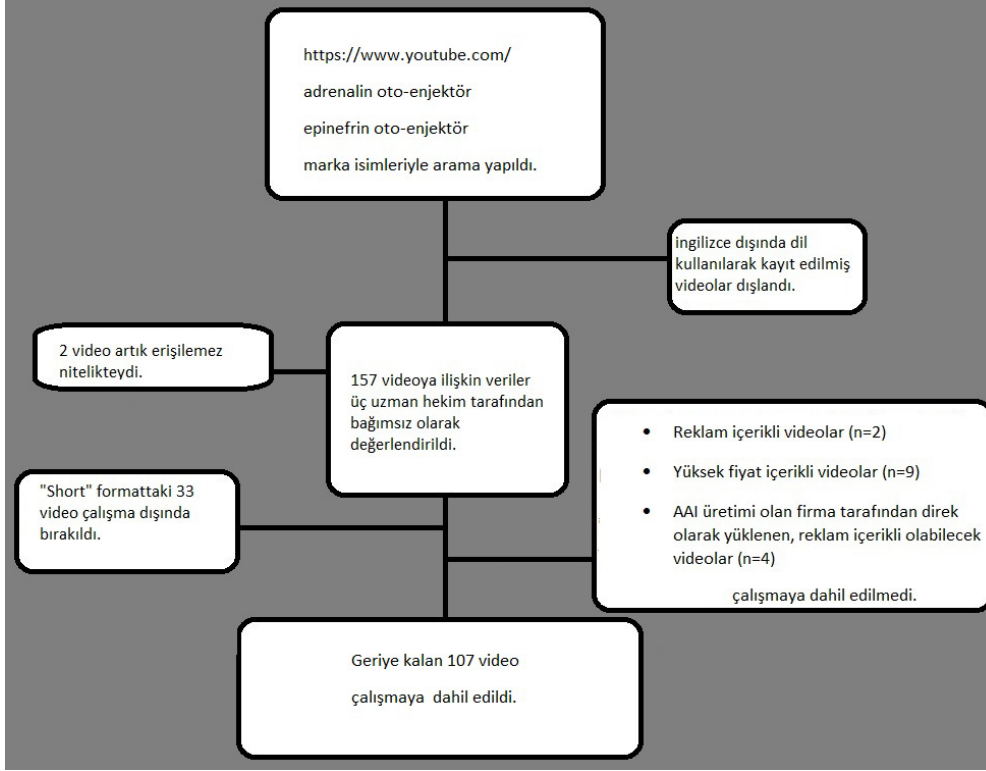 https://www.youtube.com/
adrenalin oto-enjektör
epinefrin oto-enjektör
marka isimleriyle arama yapıldı.
ingilizce dışında dil
kullanılarak kayıt edilmiş
videolar dışlandı.
2 video artık erişilemez
nitelikteydi.
157 videoya ilişkin veriler
üç uzman hekim tarafından
bağımsız olarak
değerlendirildi.
• Reklam içerikli videolar (n=2)
• Yüksek fiyat içerikli videolar (n=9)
• AAI üretimi olan firma tarafından direk
olarak yüklenen, reklam içerikli olabilecek
videolar (n=4)
çalışmaya dahil edilmedi.
"Short" formattaki 33
video çalışma dışında
bırakıldı.
Geriye kalan 107 video
çalışmaya dahil edildi.